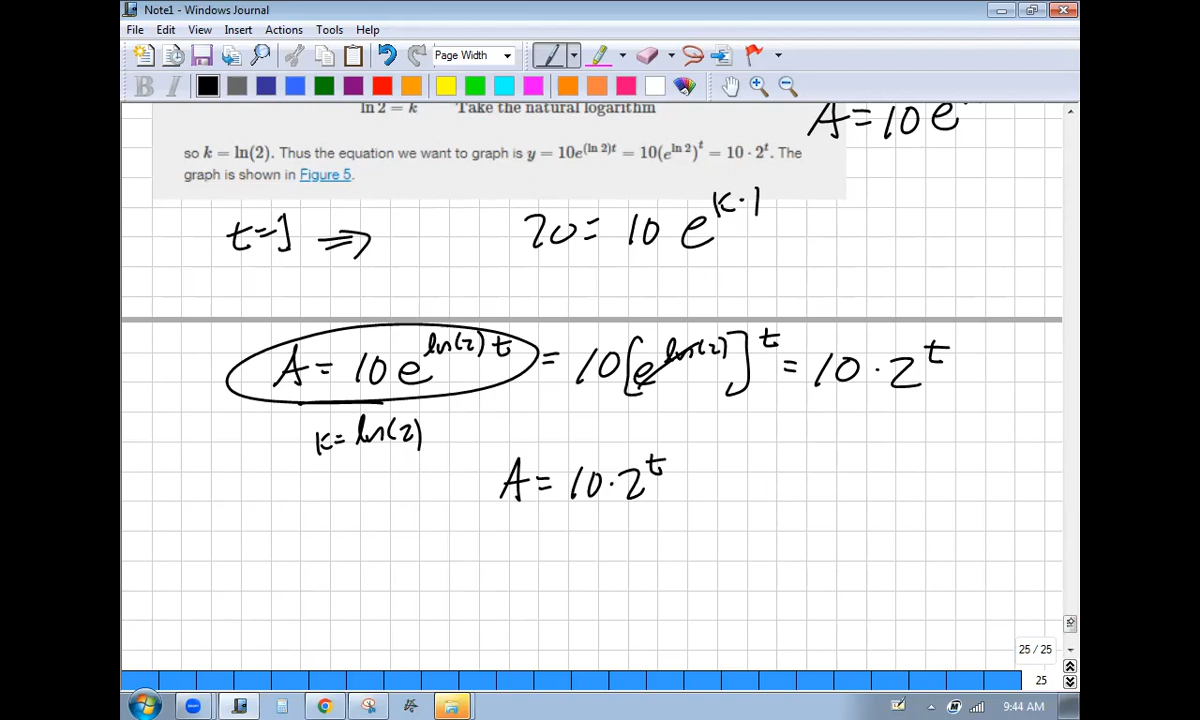 Note1 - Windows Journal
File Edit View Insert Actions Tools Help
Page Width
B I
ln 2 = k Take the natural logarithm
A = 10 e
so k = ln(2). Thus the equation we want to graph is y = 10e^(ln 2)t = 10(e^ln 2)^t = 10 · 2^t. The
graph is shown in Figure 5.
t=1 ⇒ 20 = 10 e^k·1
A = 10 e^ln(2) t = 10[e^ln(2)]^t = 10 · 2^t
k = ln(2)
A = 10 · 2^t
25 / 25
25
9:44 AM